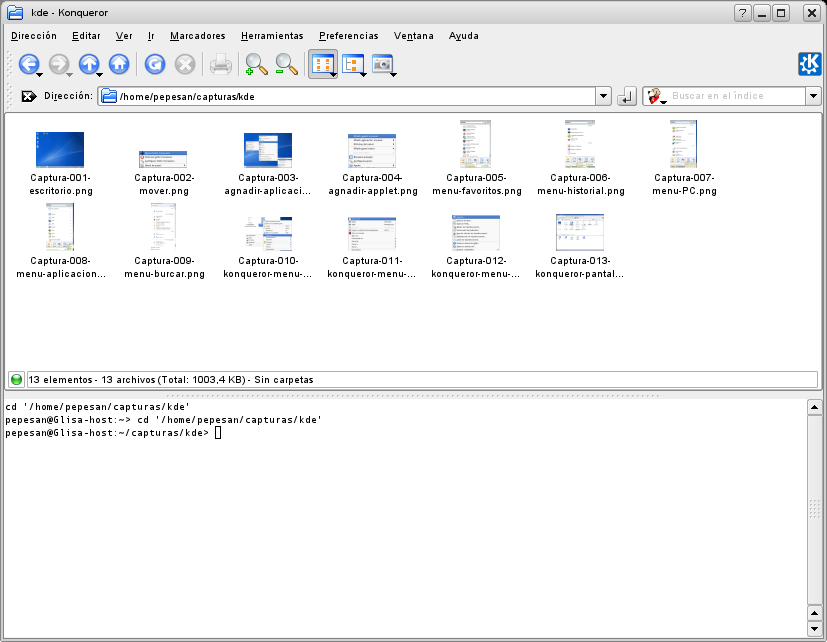 kde - Konqueror
Dirección Editar Ver Ir Marcadores Herramientas Preferencias Ventana Ayuda
Dirección: /home/pepesan/capturas/kde Buscar en el índice
Captura-001-
escritorio.png
Captura-002-
mover.png
Captura-003-
agnadir-aplicaci...
Captura-004-
agnadir-applet.png
Captura-005-
menu-favoritos.png
Captura-006-
menu-historial.png
Captura-007-
menu-PC.png
Captura-008-
menu-aplicacion...
Captura-009-
menu-burcar.png
Captura-010-
konqueror-menu-...
Captura-011-
konqueror-menu-...
Captura-012-
konqueror-menu-...
Captura-013-
konqueror-pantal...
13 elementos - 13 archivos (Total: 1003,4 KB) - Sin carpetas
cd '/home/pepesan/capturas/kde'
pepesan@Glisa-host:~> cd '/home/pepesan/capturas/kde'
pepesan@Glisa-host:~/capturas/kde>